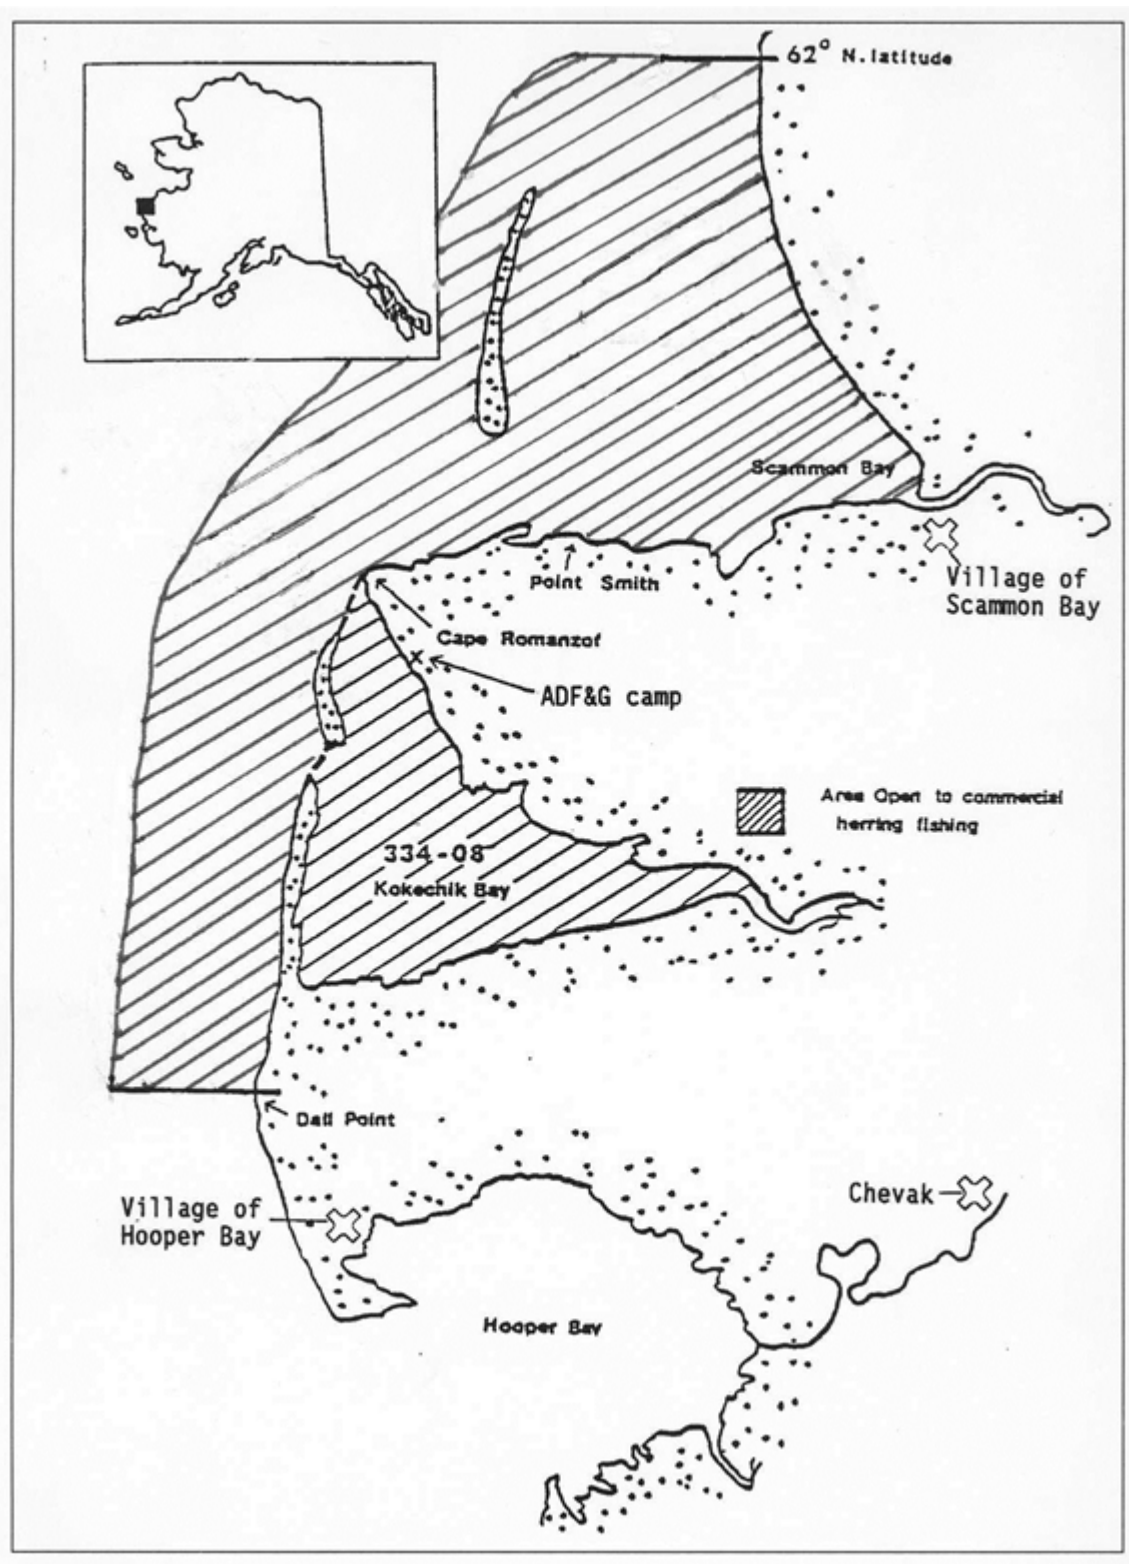 62° N. latitude
Scammon Bay
Village of
Scammon Bay
Point Smith
Cape Romanzof
ADF&G camp
Area Open to commercial
herring fishing
334-08
Kokechik Bay
Dall Point
Village of
Hooper Bay
Chevak
Hooper Bay